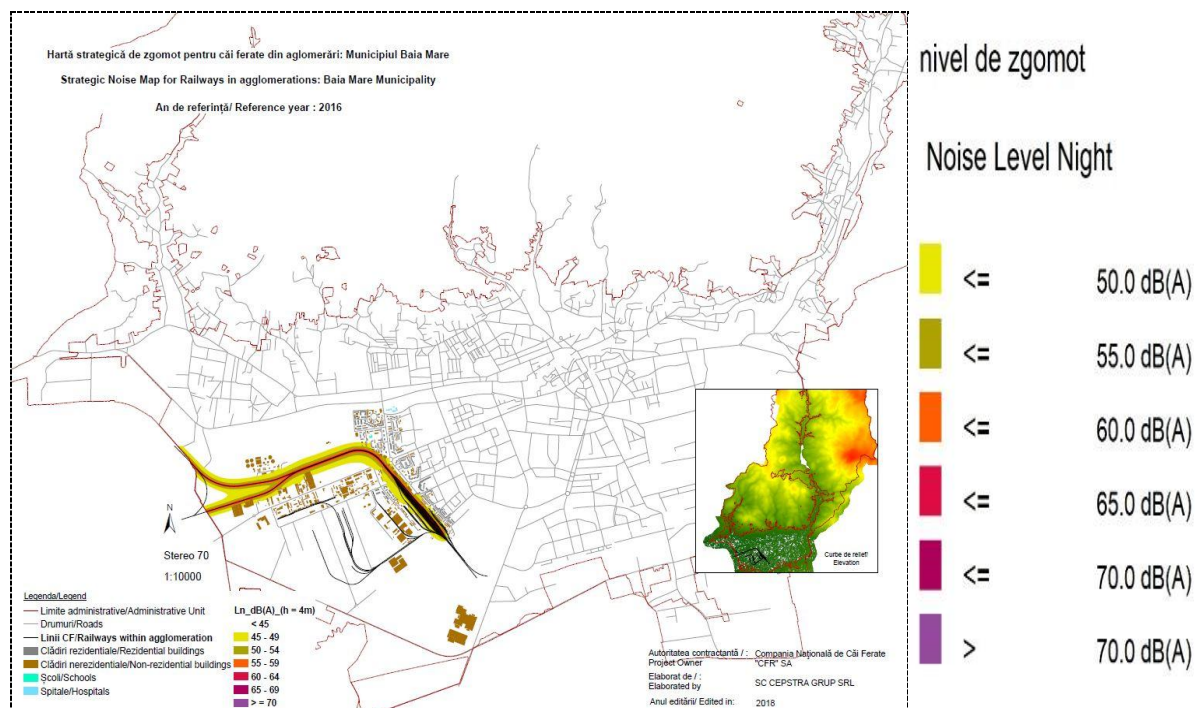 Hartă strategică de zgomot pentru căi ferate din aglomerări: Municipiul Baia Mare
Strategic Noise Map for Railways in agglomerations: Baia Mare Municipality
An de referință/ Reference year : 2016
N
Stereo 70
1:10000
Legenda/Legend
Limite administrative/Administrative Unit
Drumuri/Roads
Linii CF/Railways within agglomeration
Clădiri rezidentiale/Rezidential buildings
Clădiri nerezidentiale/Non-rezidential buildings
Școli/Schools
Spitale/Hospitals
Ln_dB(A)_(h = 4m)
< 45
45 - 49
50 - 54
55 - 59
60 - 64
65 - 69
> = 70
Curbe de relief/
Elevation
Autoritatea contractantă / : Compania Națională de Căi Ferate
Project Owner "CFR" SA
Elaborat de / :
Elaborated by SC CEPSTRA GRUP SRL
Anul editării/ Edited in: 2018
nivel de zgomot
Noise Level Night
<= 50.0 dB(A)
<= 55.0 dB(A)
<= 60.0 dB(A)
<= 65.0 dB(A)
<= 70.0 dB(A)
> 70.0 dB(A)